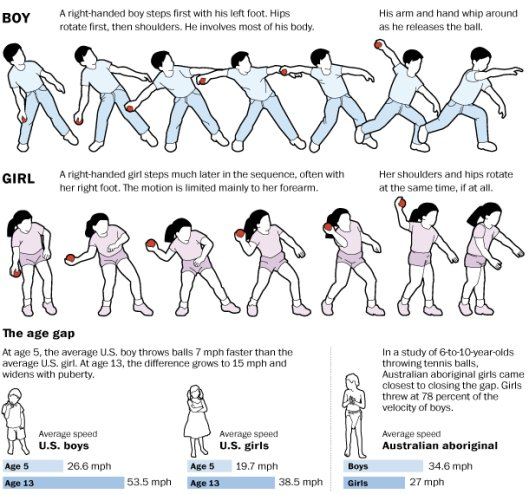 BOY
A right-handed boy steps first with his left foot. Hips
rotate first, then shoulders. He involves most of his body.
His arm and hand whip around
as he releases the ball.
GIRL
A right-handed girl steps much later in the sequence, often with
her right foot. The motion is limited mainly to her forearm.
Her shoulders and hips rotate
at the same time, if at all.
The age gap
At age 5, the average U.S. boy throws balls 7 mph faster than the
average U.S. girl. At age 13, the difference grows to 15 mph and
widens with puberty.
Average speed
U.S. boys
Age 5 26.6 mph
Age 13 53.5 mph
Average speed
U.S. girls
Age 5 19.7 mph
Age 13 38.5 mph
In a study of 6-to-10-year-olds
throwing tennis balls,
Australian aboriginal girls came
closest to closing the gap. Girls
threw at 78 percent of the
velocity of boys.
Average speed
Australian aboriginal
Boys 34.6 mph
Girls 27 mph